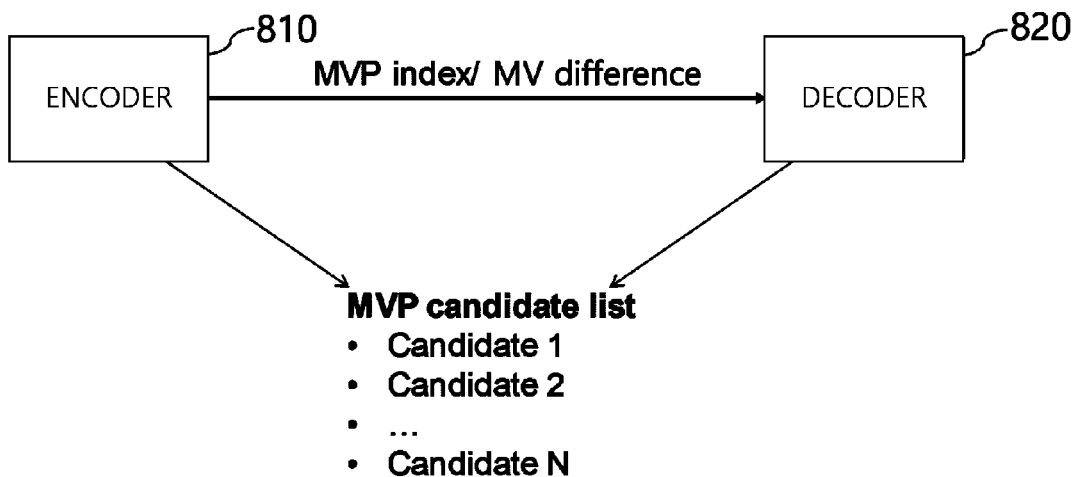 810
820
MVP index/ MV difference
ENCODER
DECODER
MVP candidate list
• Candidate 1
• Candidate 2
• ...
• Candidate N